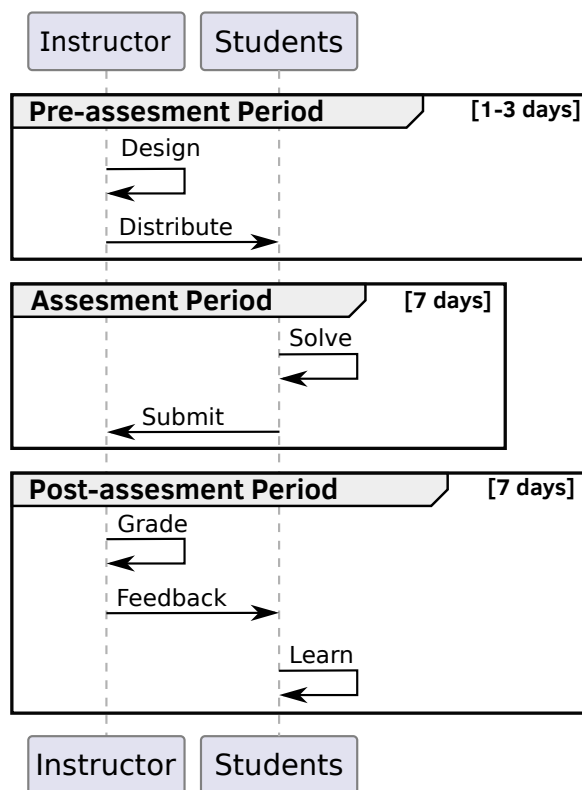 Instructor Students
Pre-assesment Period [1-3 days]
Design
Distribute
Assesment Period [7 days]
Solve
Submit
Post-assesment Period [7 days]
Grade
Feedback
Learn
Instructor Students